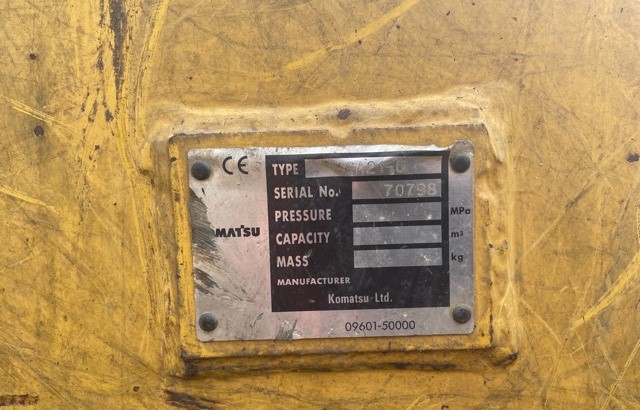 CE
TYPE
SERIAL No. 70798
PRESSURE MPa
MATSU
CAPACITY m³
MASS kg
MANUFACTURER
Komatsu Ltd.
09601-50000